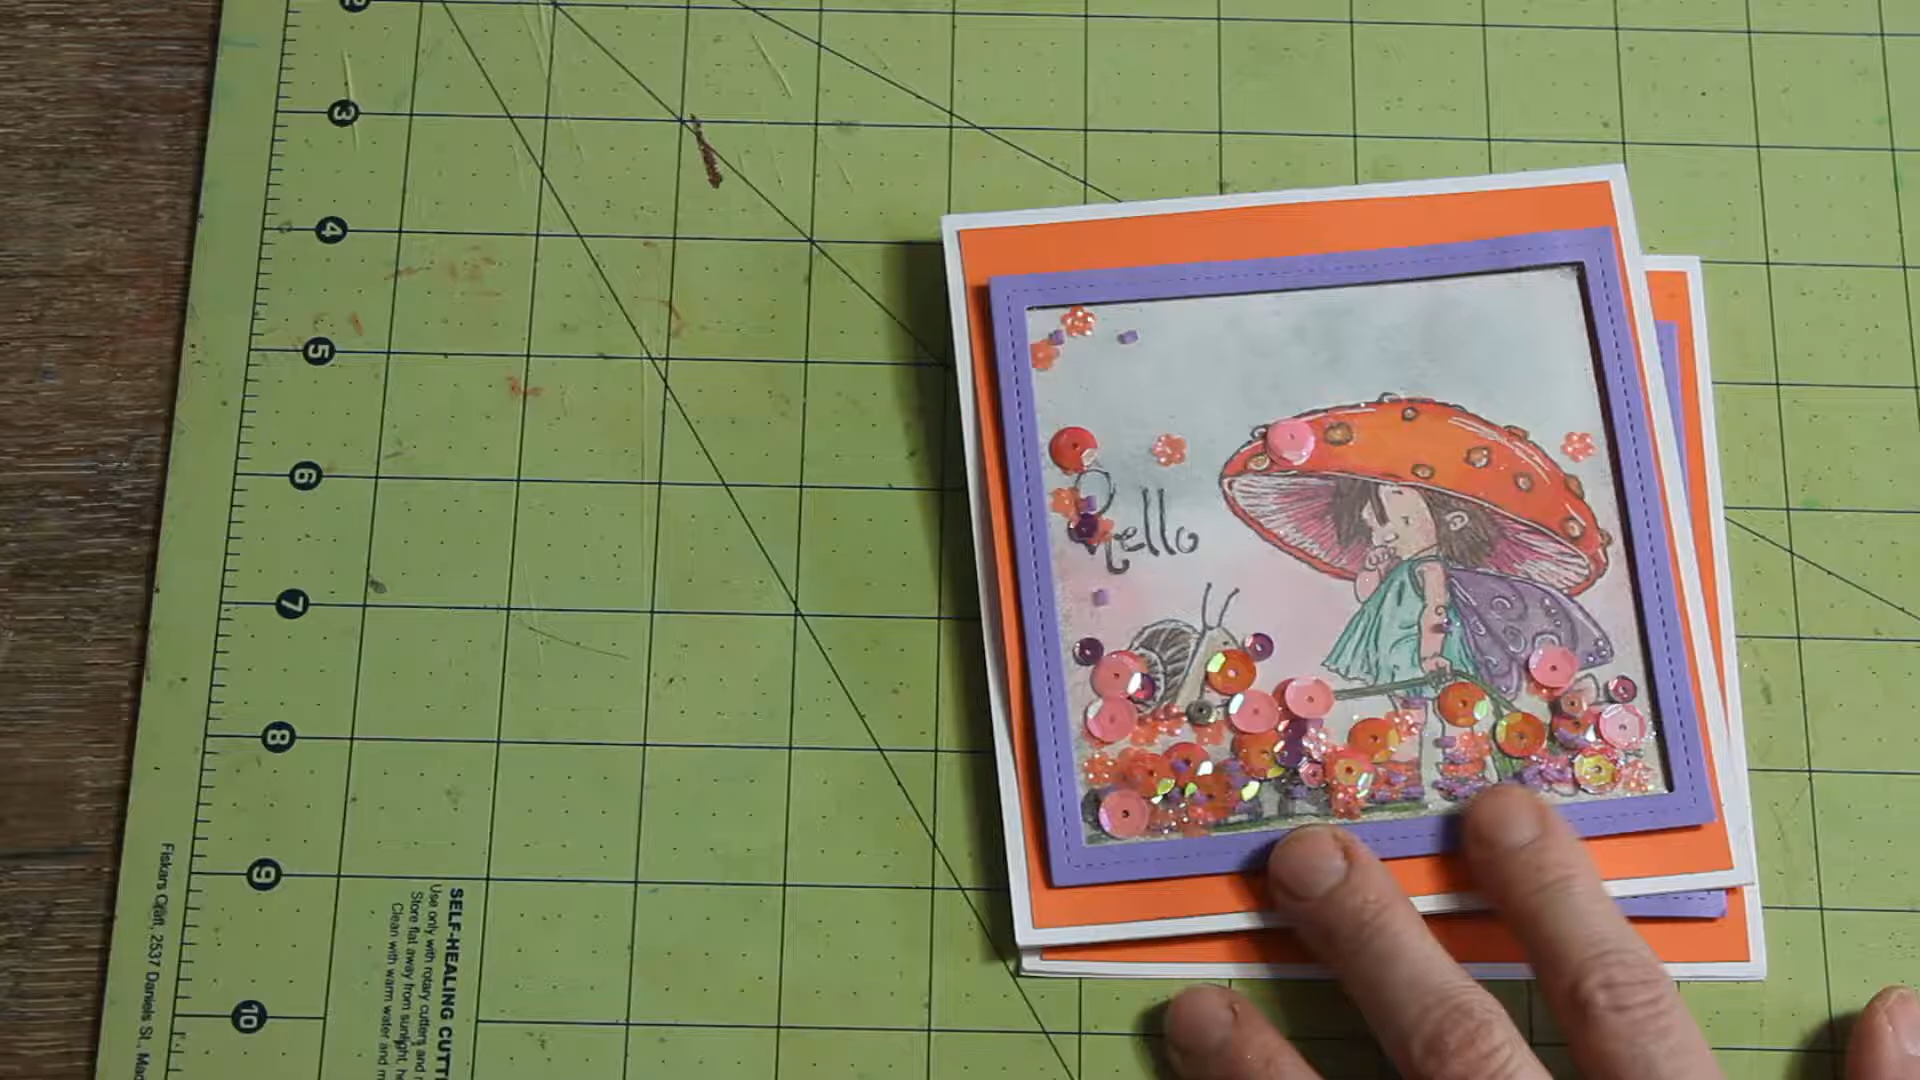 2
3
4
5
6
7
8
9
10
hello
SELF-HEALING CUTT
Use only with rotary cutters and
Store flat away from sunlight,
Clean with warm water and
Fiskars Craft, 2537 Daniels St., Mad